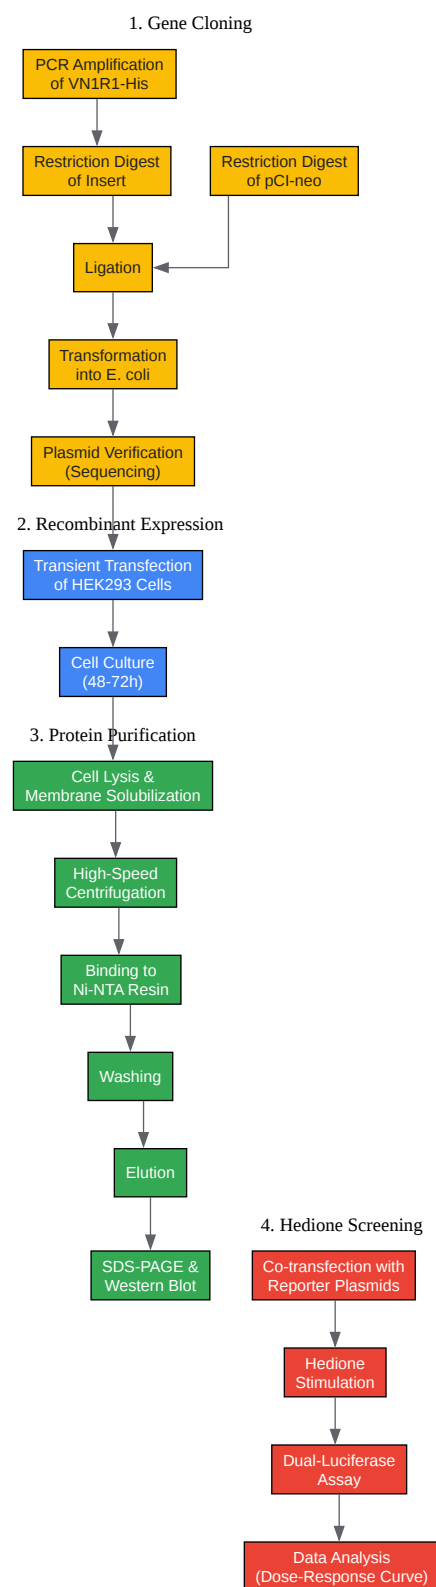 1. Gene Cloning
PCR Amplification
of VN1R1-His
Restriction Digest
of Insert
Restriction Digest
of pCI-neo
Ligation
Transformation
into E. coli
Plasmid Verification
(Sequencing)
2. Recombinant Expression
Transient Transfection
of HEK293 Cells
Cell Culture
(48-72h)
3. Protein Purification
Cell Lysis &
Membrane Solubilization
High-Speed
Centrifugation
Binding to
Ni-NTA Resin
Washing
Elution
SDS-PAGE &
Western Blot
4. Hedione Screening
Co-transfection with
Reporter Plasmids
Hedione
Stimulation
Dual-Luciferase
Assay
Data Analysis
(Dose-Response Curve)